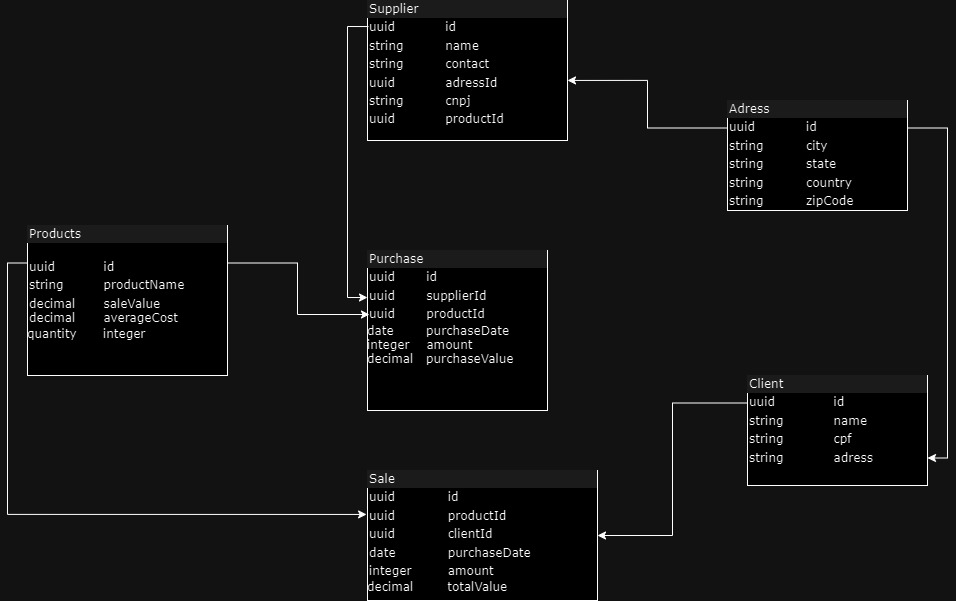 Supplier
uuid id
string name
string contact
uuid adressId
string cnpj
uuid productId
Adress
uuid id
string city
string state
string country
string zipCode
Products
uuid id
string productName
decimal saleValue
decimal averageCost
quantity integer
Purchase
uuid id
uuid supplierId
uuid productId
date purchaseDate
integer amount
decimal purchaseValue
Client
uuid id
string name
string cpf
string adress
Sale
uuid id
uuid productId
uuid clientId
date purchaseDate
integer amount
decimal totalValue